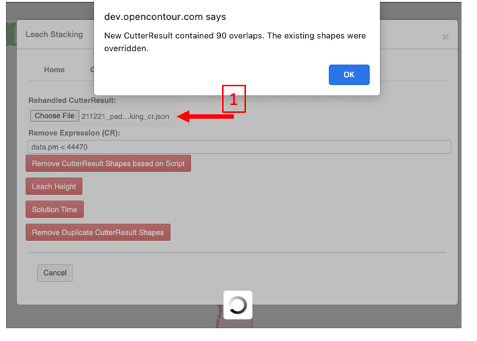 dev.opencontour.com says
New CutterResult contained 90 overlaps. The existing shapes were
overridden.
OK
Leach Stacking
×
Home
Rehandled CutterResult:
1
Choose File 211221_pad...king_cr.json
Remove Expression (CR):
data.pm < 44470
Remove CutterResult Shapes based on Script
Leach Height
Solution Time
Remove Duplicate CutterResult Shapes
Cancel